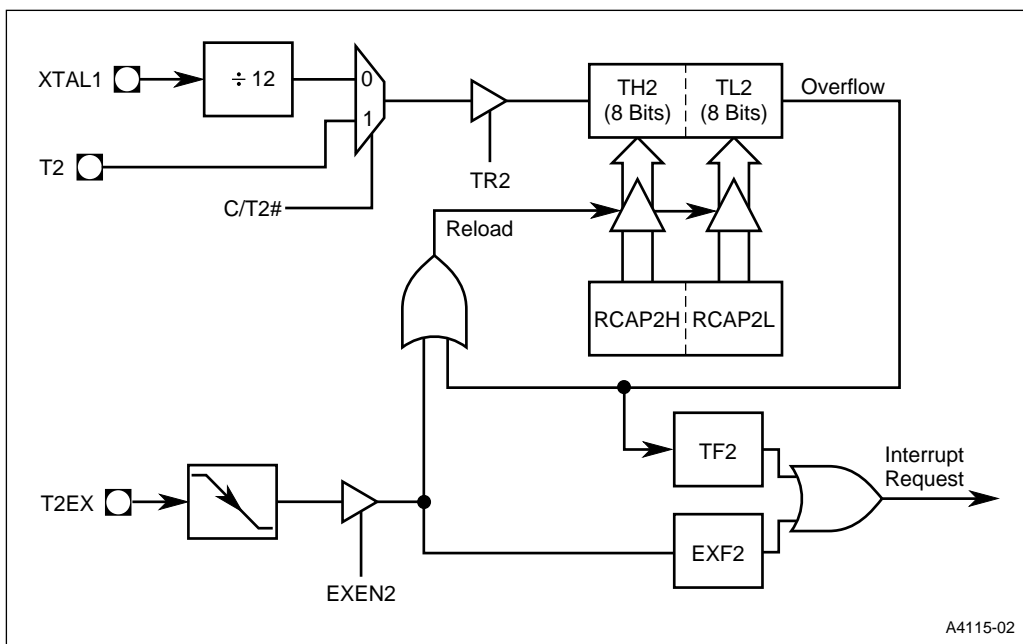 XTAL1
÷ 12
0
1
T2
C/T2#
TR2
TH2
(8 Bits)
TL2
(8 Bits)
Overflow
Reload
RCAP2H
RCAP2L
T2EX
EXEN2
TF2
EXF2
Interrupt
Request
A4115-02